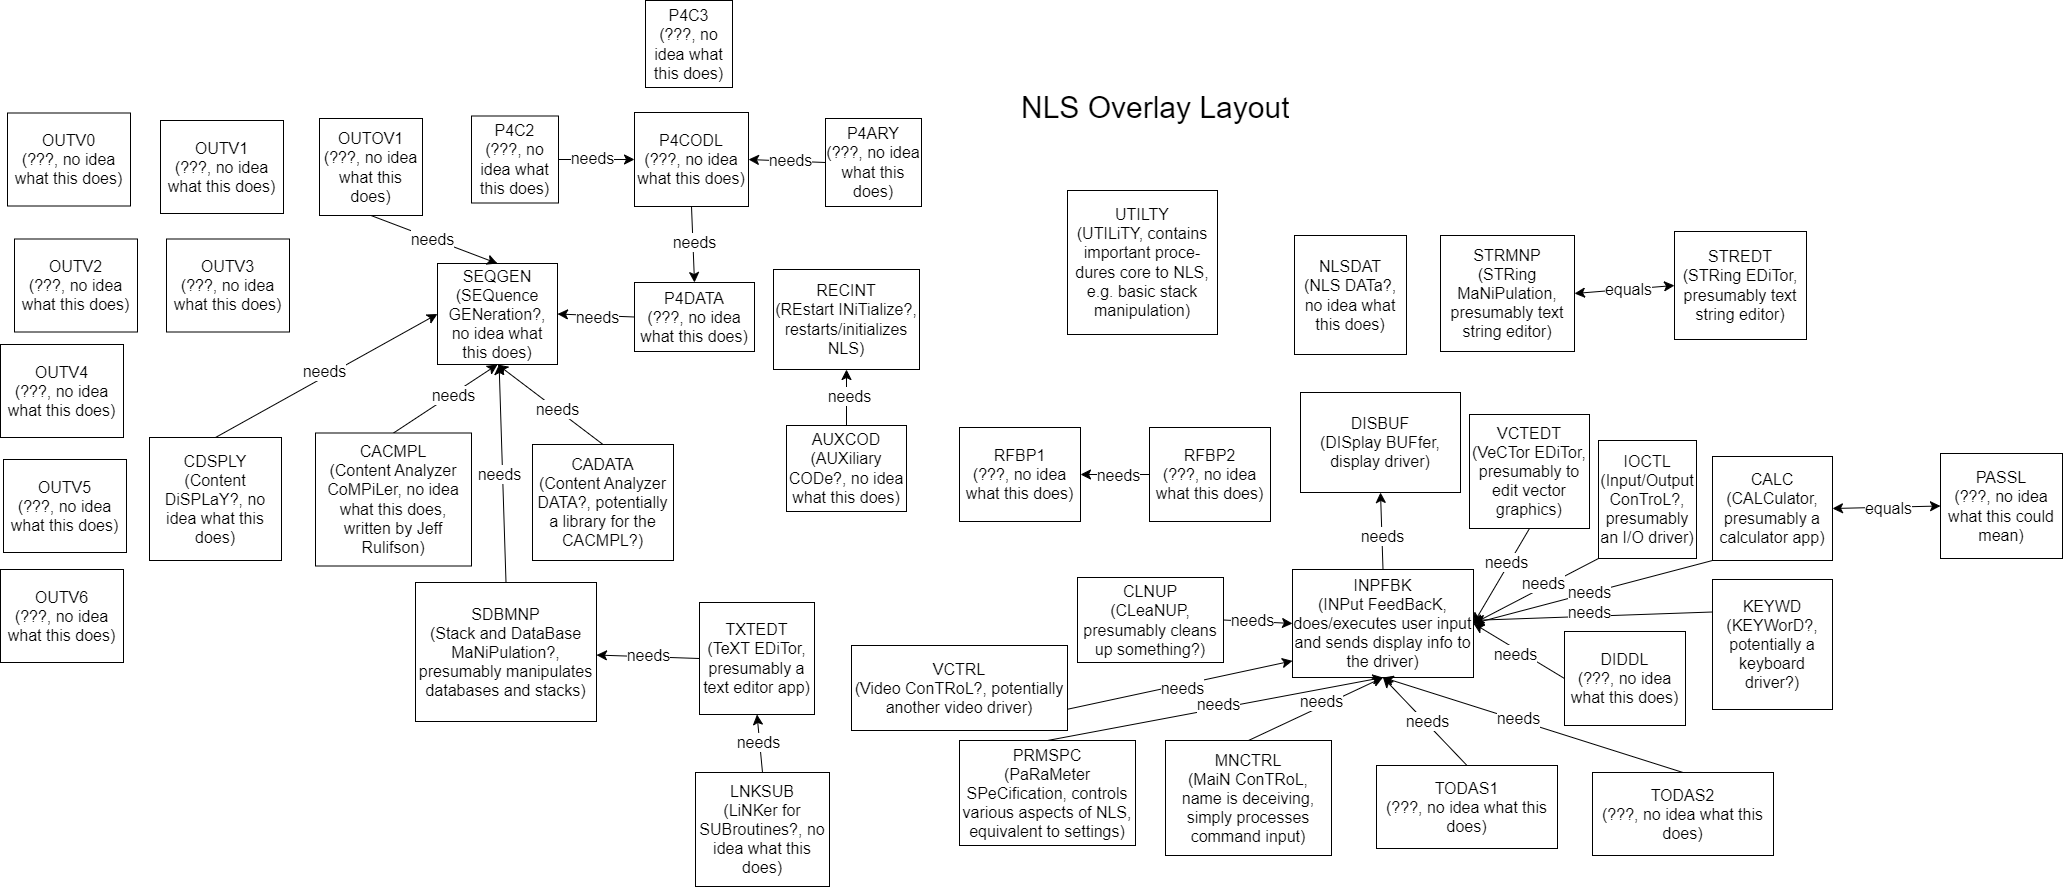 P4C3
(???, no
idea what
this does)
NLS Overlay Layout
OUTV0
(???, no idea
what this does)
OUTV1
(???, no idea
what this does)
OUTOV1
(???, no idea
what this
does)
P4C2
(???, no
idea what
this does)
needs
P4CODL
(???, no idea
what this does)
needs
P4ARY
(???, no idea
what this
does)
needs
needs
UTILTY
(UTILiTY, contains
important proce-
dures core to NLS,
e.g. basic stack
manipulation)
OUTV2
(???, no idea
what this does)
OUTV3
(???, no idea
what this does)
SEQGEN
(SEQuence
GENeration?,
no idea what
this does)
needs
P4DATA
(???, no idea
what this does)
RECINT
(REstart INiTialize?,
restarts/initializes
NLS)
NLSDAT
(NLS DATa?,
no idea what
this does)
STRMNP
(STRing
MaNiPulation,
presumably text
string editor)
equals
STREDT
(STRing EDiTor,
presumably text
string editor)
OUTV4
(???, no idea
what this does)
needs
needs
needs
needs
needs
CDSPLY
(Content
DiSPLaY?, no
idea what this
does)
CACMPL
(Content Analyzer
CoMPiLer, no idea
what this does,
written by Jeff
Rulifson)
CADATA
(Content Analyzer
DATA?, potentially
a library for the
CACMPL?)
AUXCOD
(AUXiliary
CODe?, no idea
what this does)
RFBP1
(???, no idea
what this does)
needs
RFBP2
(???, no idea
what this does)
DISBUF
(DISplay BUFfer,
display driver)
VCTEDT
(VeCTor EDiTor,
presumably to
edit vector
graphics)
IOCTL
(Input/Output
ConTroL?,
presumably
an I/O driver)
CALC
(CALCulator,
presumably a
calculator app)
equals
PASSL
(???, no idea
what this could
mean)
OUTV5
(???, no idea
what this does)
OUTV6
(???, no idea
what this does)
needs
needs
needs
needs
needs
SDBMNP
(Stack and DataBase
MaNiPulation?,
presumably manipulates
databases and stacks)
needs
TXTEDT
(TeXT EDiTor,
presumably a
text editor app)
CLNUP
(CLeaNUP,
presumably cleans
up something?)
needs
INPFBK
(INPut FeedBacK,
does/executes user input
and sends display info to
the driver)
needs
DIDDL
(???, no idea
what this does)
KEYWD
(KEYWorD?,
potentially a
keyboard
driver?)
VCTRL
(Video ConTRoL?, potentially
another video driver)
needs
needs
needs
needs
needs
needs
LNKSUB
(LiNKer for
SUBroutines?, no
idea what this
does)
PRMSPC
(PaRaMeter
SPeCification, controls
various aspects of NLS,
equivalent to settings)
MNCTRL
(MaiN ConTRoL,
name is deceiving,
simply processes
command input)
TODAS1
(???, no idea what this
does)
TODAS2
(???, no idea what this
does)